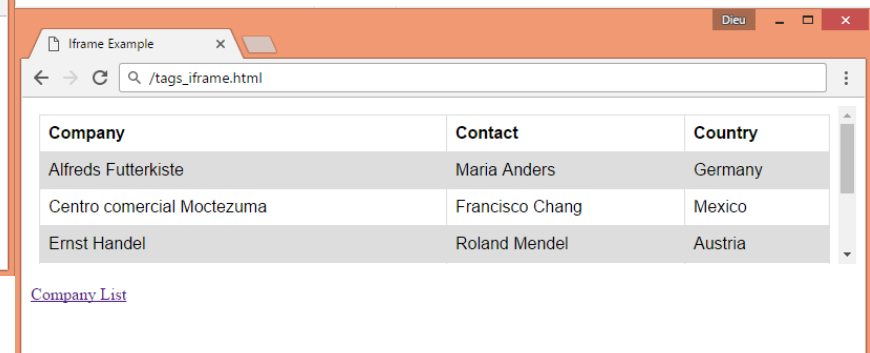 Dieu
Iframe Example
/tags_iframe.html
Company Contact Country
Alfreds Futterkiste Maria Anders Germany
Centro comercial Moctezuma Francisco Chang Mexico
Ernst Handel Roland Mendel Austria
Company List